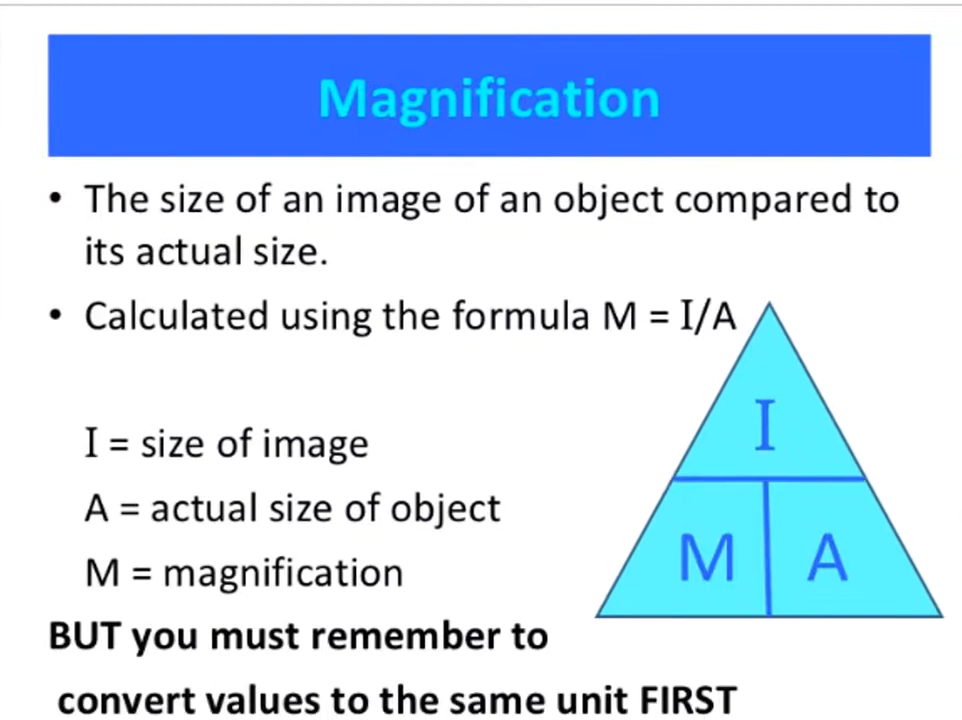 Magnification
• The size of an image of an object compared to
its actual size.
• Calculated using the formula M = I/A
I = size of image
A = actual size of object
M = magnification
BUT you must remember to
convert values to the same unit FIRST
I
M A